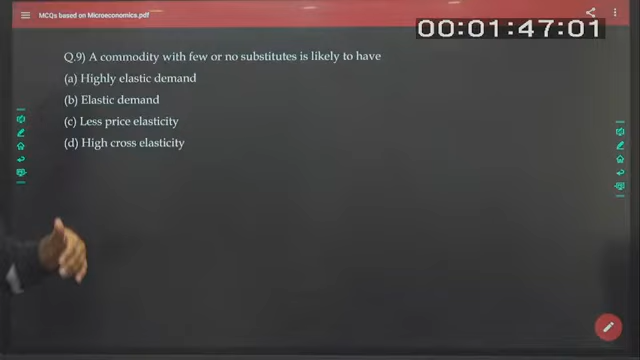 MCQs based on Microeconomics.pdf
00:01:47:01
Q.9) A commodity with few or no substitutes is likely to have
(a) Highly elastic demand
(b) Elastic demand
(c) Less price elasticity
(d) High cross elasticity